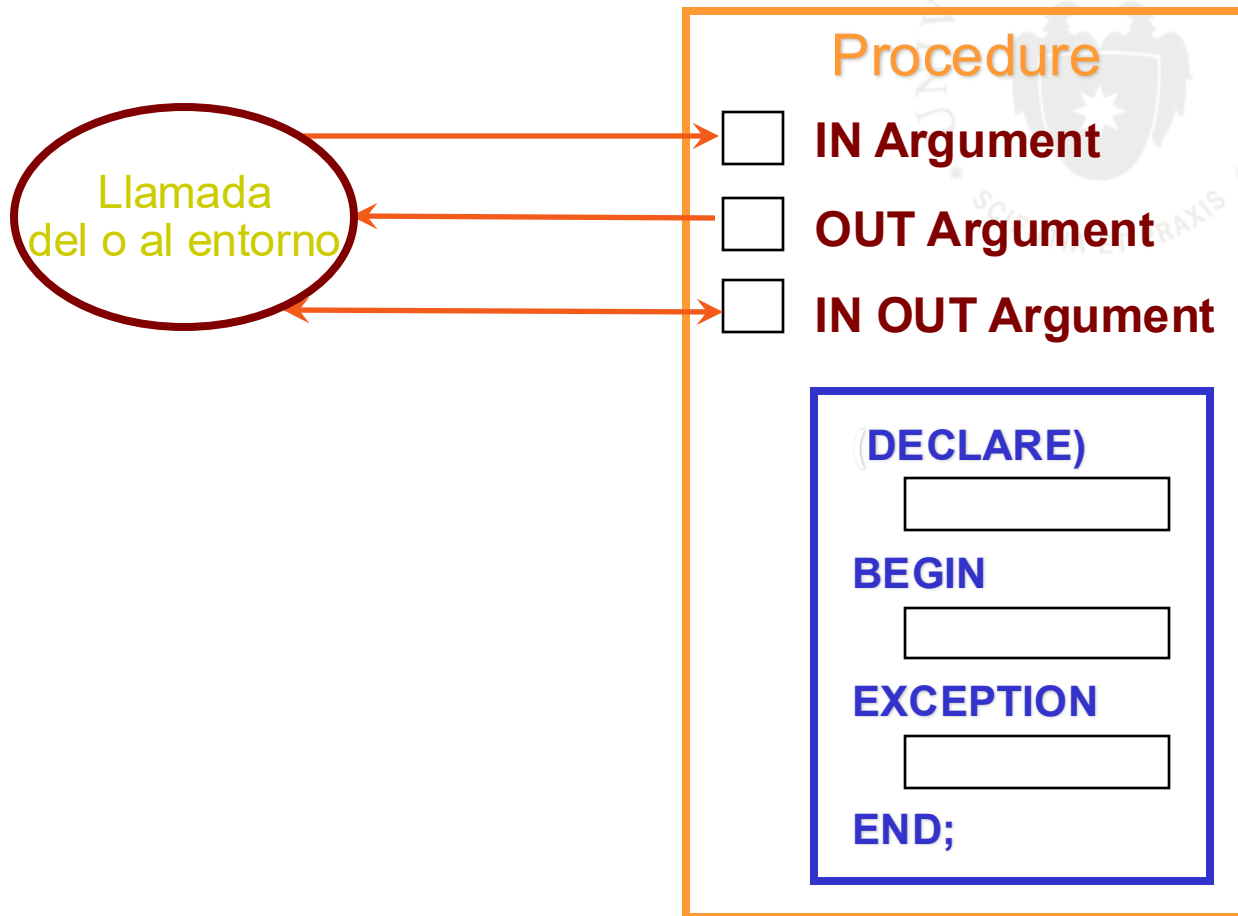 Procedure
Llamada
del o al entorno
IN Argument
OUT Argument
IN OUT Argument
(DECLARE)
BEGIN
EXCEPTION
END;